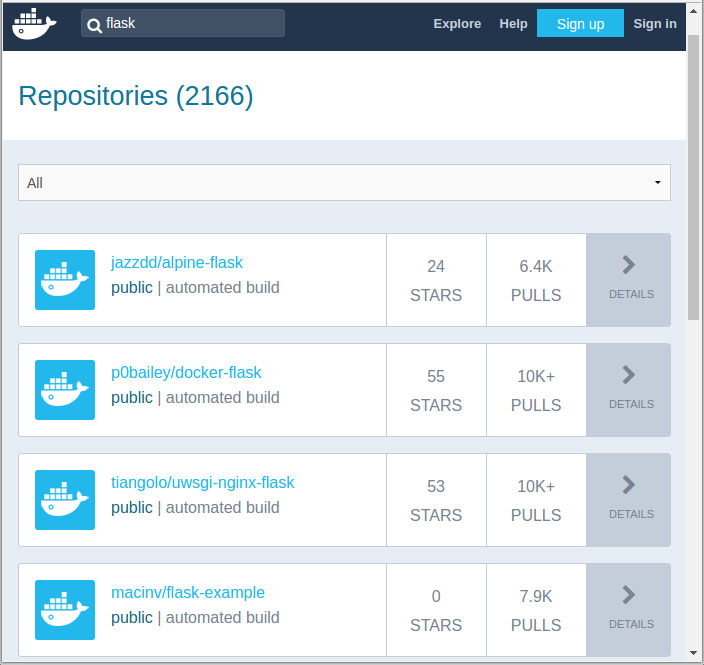 flask
Explore Help Sign up Sign in
Repositories (2166)
All
jazzdd/alpine-flask
public | automated build
24
STARS
6.4K
PULLS
DETAILS
p0bailey/docker-flask
public | automated build
55
STARS
10K+
PULLS
DETAILS
tiangolo/uwsgi-nginx-flask
public | automated build
53
STARS
10K+
PULLS
DETAILS
macinv/flask-example
public | automated build
0
STARS
7.9K
PULLS
DETAILS